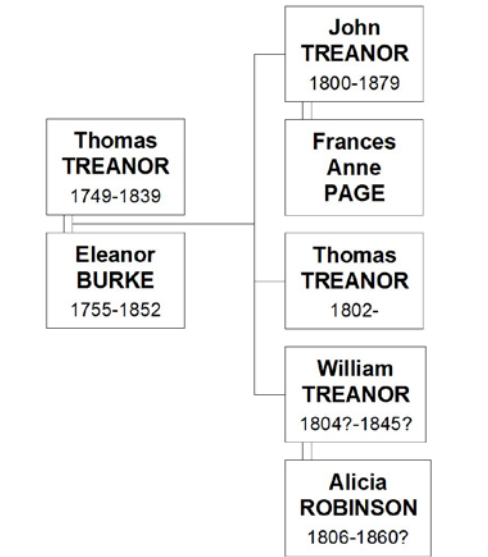 Thomas
TREANOR
1749-1839
Eleanor
BURKE
1755-1852
John
TREANOR
1800-1879
Frances
Anne
PAGE
Thomas
TREANOR
1802-
William
TREANOR
1804?-1845?
Alicia
ROBINSON
1806-1860?